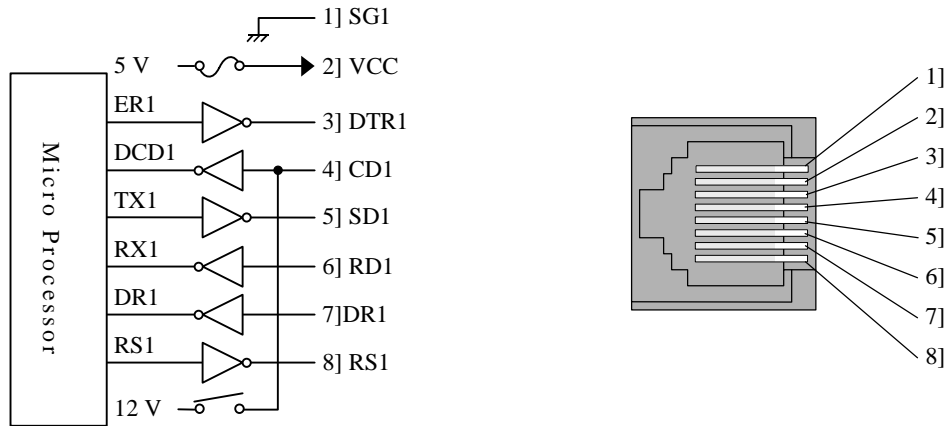 1] SG1
5 V
2] VCC
ER1
3] DTR1
DCD1
4] CD1
TX1
5] SD1
RX1
6] RD1
DR1
7]DR1
RS1
8] RS1
12 V
Micro Processor
1]
2]
3]
4]
5]
6]
7]
8]